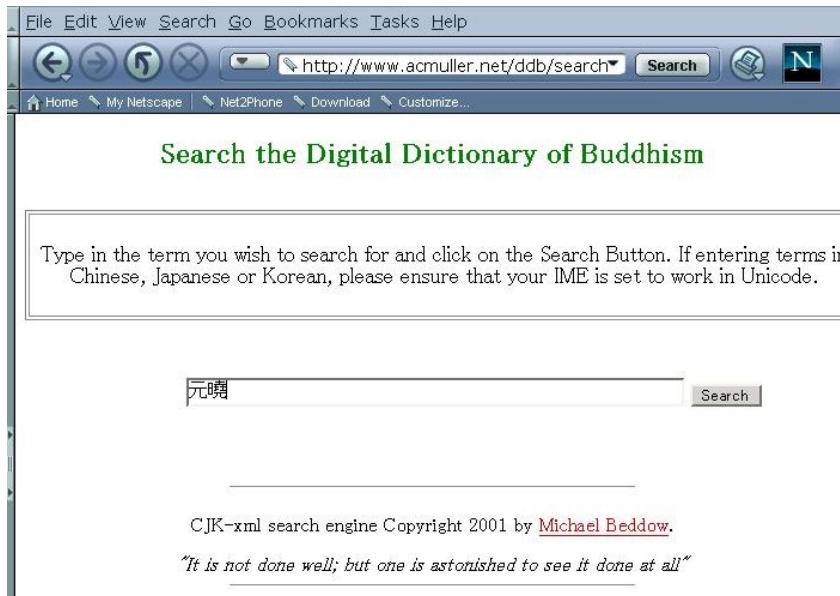 File Edit View Search Go Bookmarks Tasks Help
http://www.acmuller.net/ddb/search Search N
Home My Netscape Net2Phone Download Customize...
Search the Digital Dictionary of Buddhism
Type in the term you wish to search for and click on the Search Button. If entering terms in
Chinese, Japanese or Korean, please ensure that your IME is set to work in Unicode.
元曉 Search
CJK-xml search engine Copyright 2001 by Michael Beddow.
"It is not done well; but one is astonished to see it done at all"